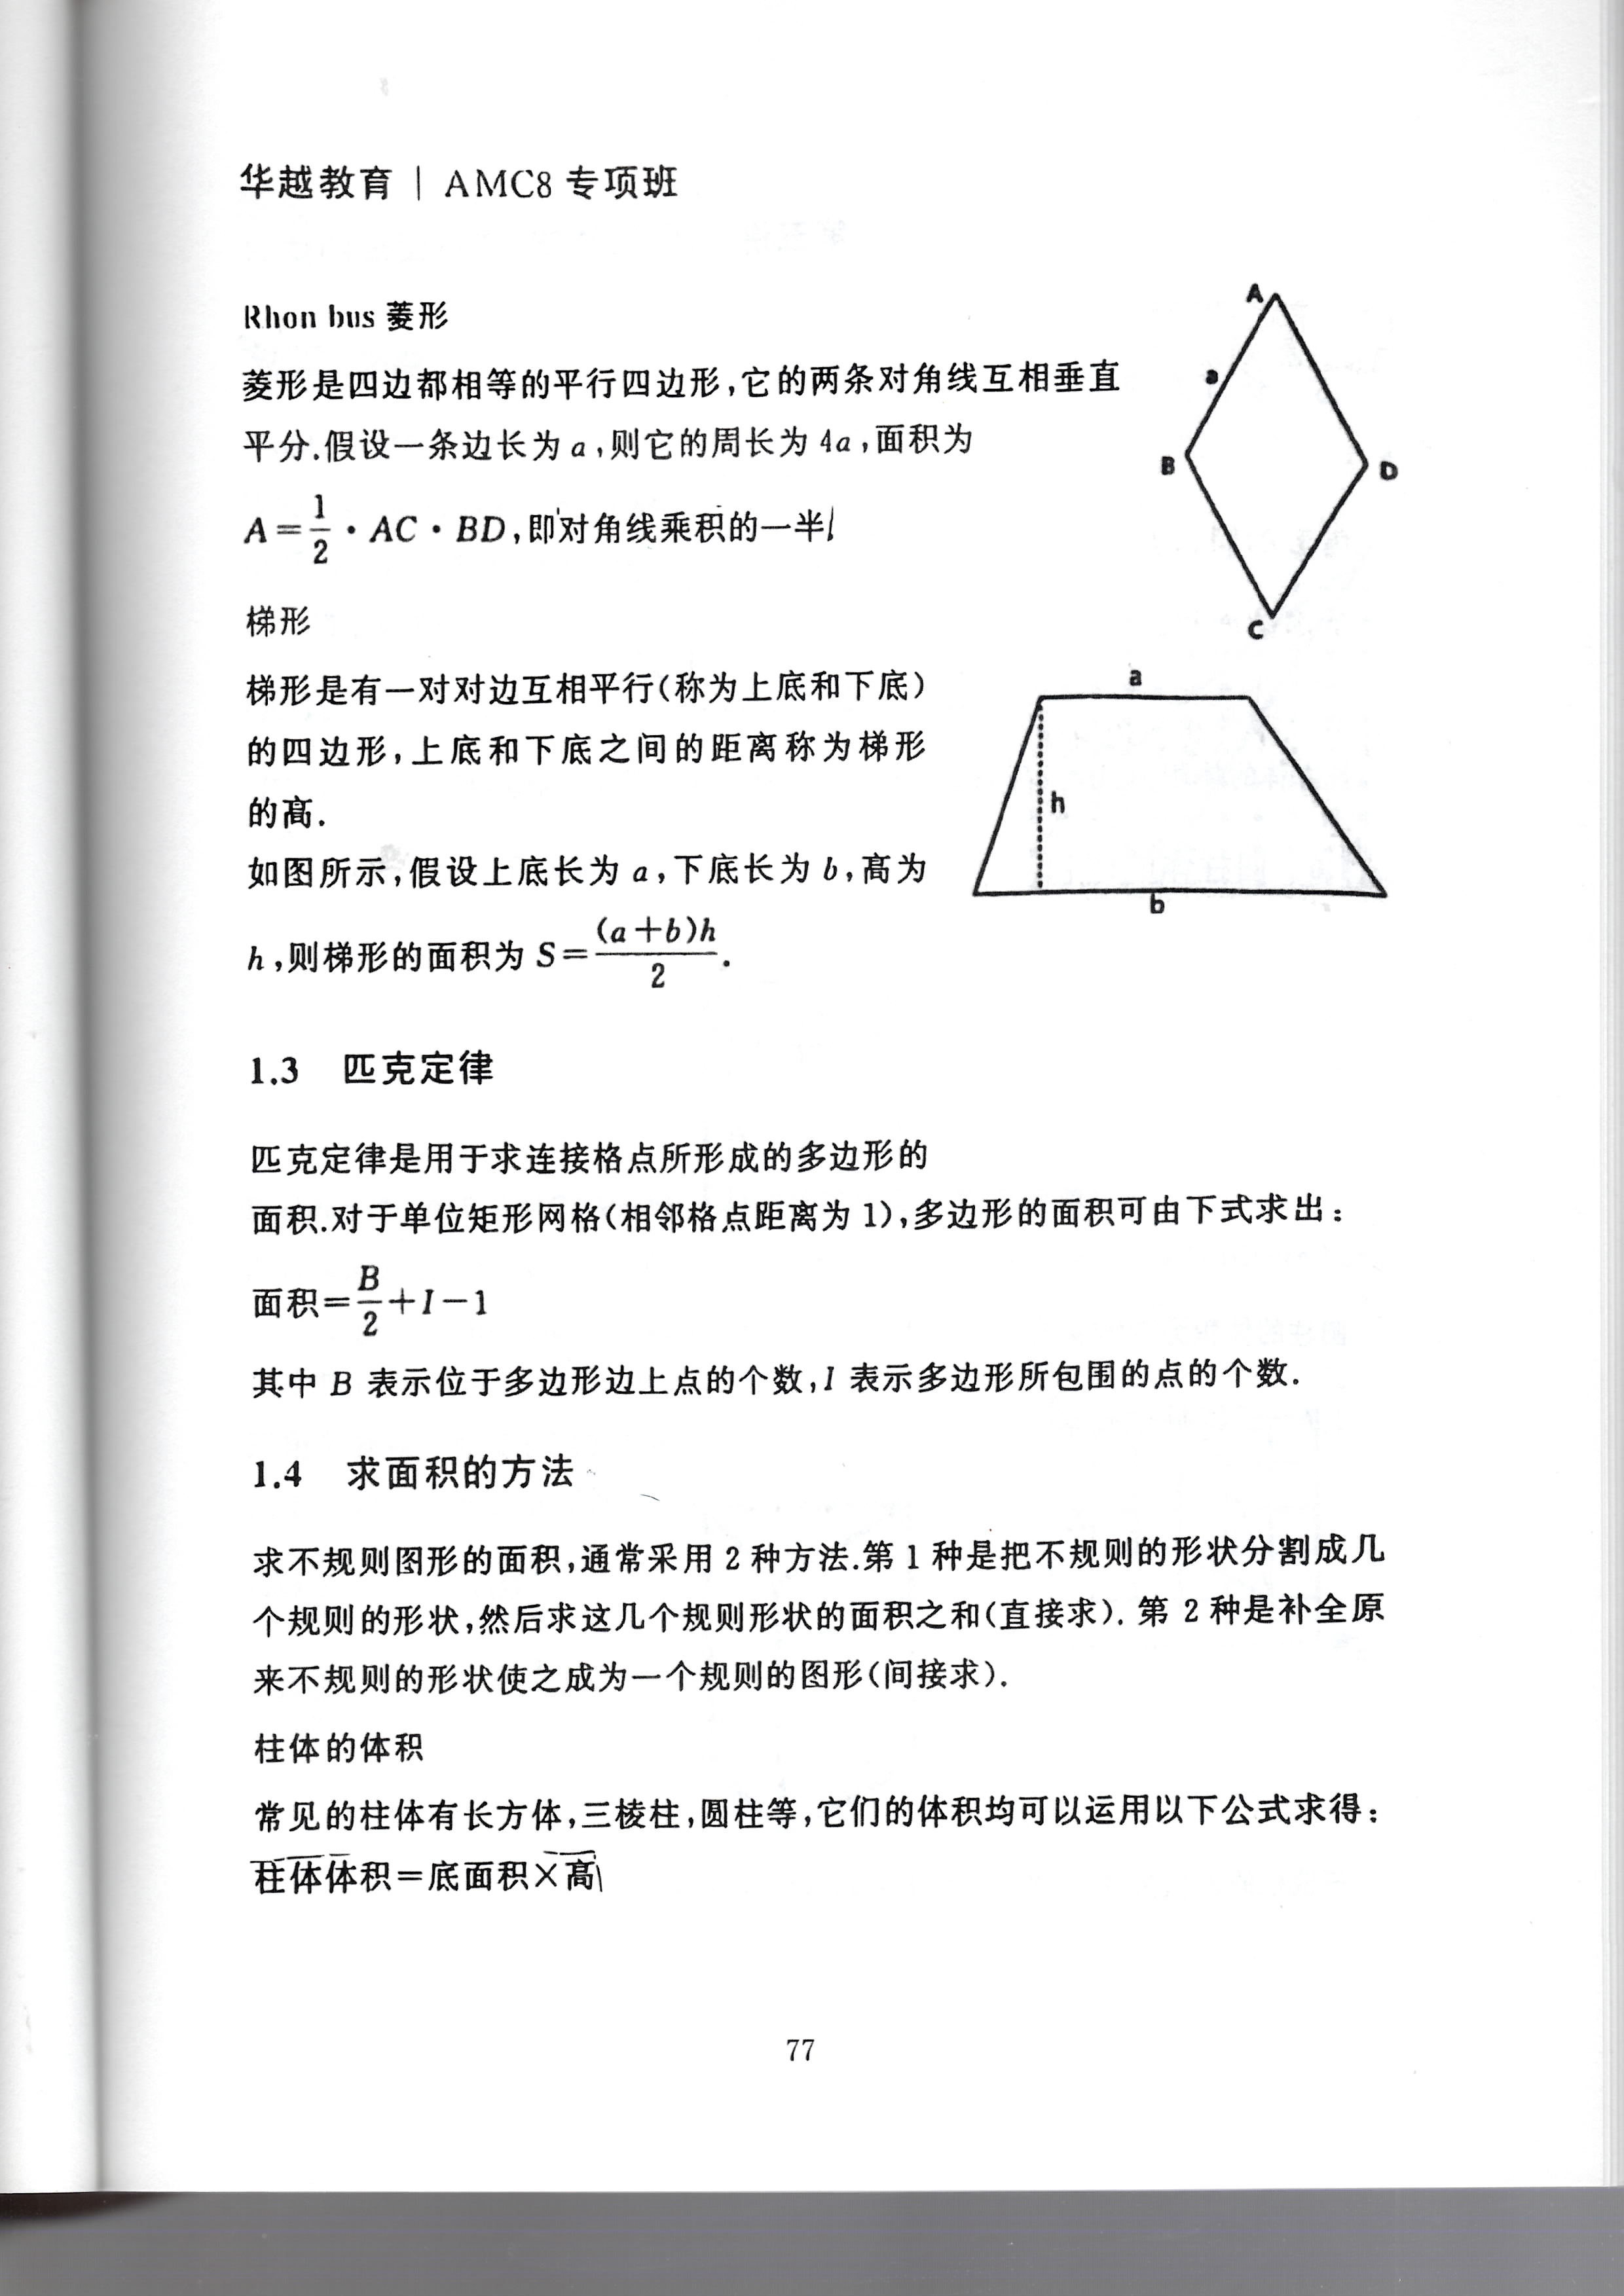 华越教育 | AMC8 专项班
Rhon bus 菱形
菱形是四边都相等的平行四边形,它的两条对角线互相垂直
平分.假设一条边长为 a,则它的周长为 4a,面积为
A=\frac{1}{2}·AC·BD,即对角线乘积的一半
A
a
B
D
C
梯形
梯形是有一对对边互相平行(称为上底和下底)
的四边形,上底和下底之间的距离称为梯形
的高.
如图所示,假设上底长为 a,下底长为 b,高为
h,则梯形的面积为 S=\frac{(a+b)h}{2}.
a
h
b
1.3 匹克定律
匹克定律是用于求连接格点所形成的多边形的
面积.对于单位矩形网格(相邻格点距离为 1),多边形的面积可由下式求出:
面积=\frac{B}{2}+I-1
其中 B 表示位于多边形边上点的个数,I 表示多边形所包围的点的个数.
1.4 求面积的方法
求不规则图形的面积,通常采用 2 种方法.第 1 种是把不规则的形状分割成几
个规则的形状,然后求这几个规则形状的面积之和(直接求). 第 2 种是补全原
来不规则的形状使之成为一个规则的图形(间接求).
柱体的体积
常见的柱体有长方体,三棱柱,圆柱等,它们的体积均可以运用以下公式求得:
柱体体积=底面积×高
77